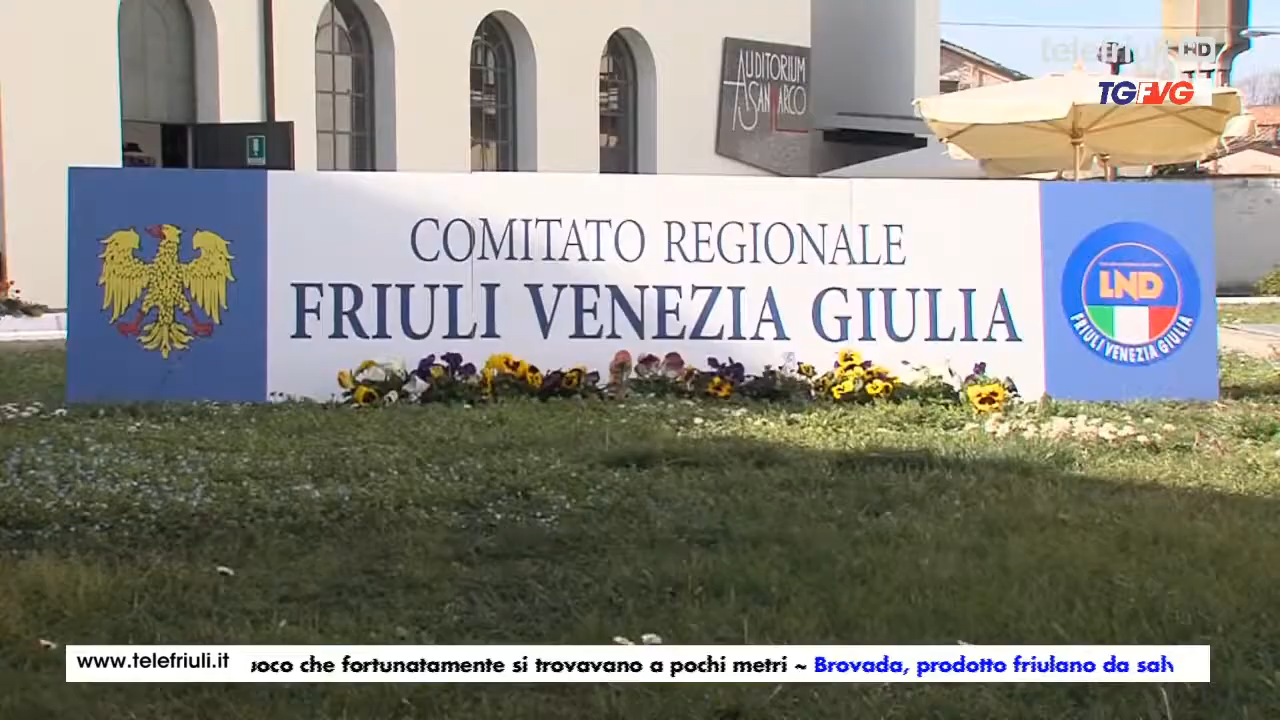 telefriuli HD
TGFVG
AUDITORIUM
SAN MARCO
COMITATO REGIONALE
FRIULI VENEZIA GIULIA
LND
FRIULI VENEZIA GIULIA
www.telefriuli.it
che fortunatamente si trovavano a pochi metri ~ Brovada, prodotto friulano da